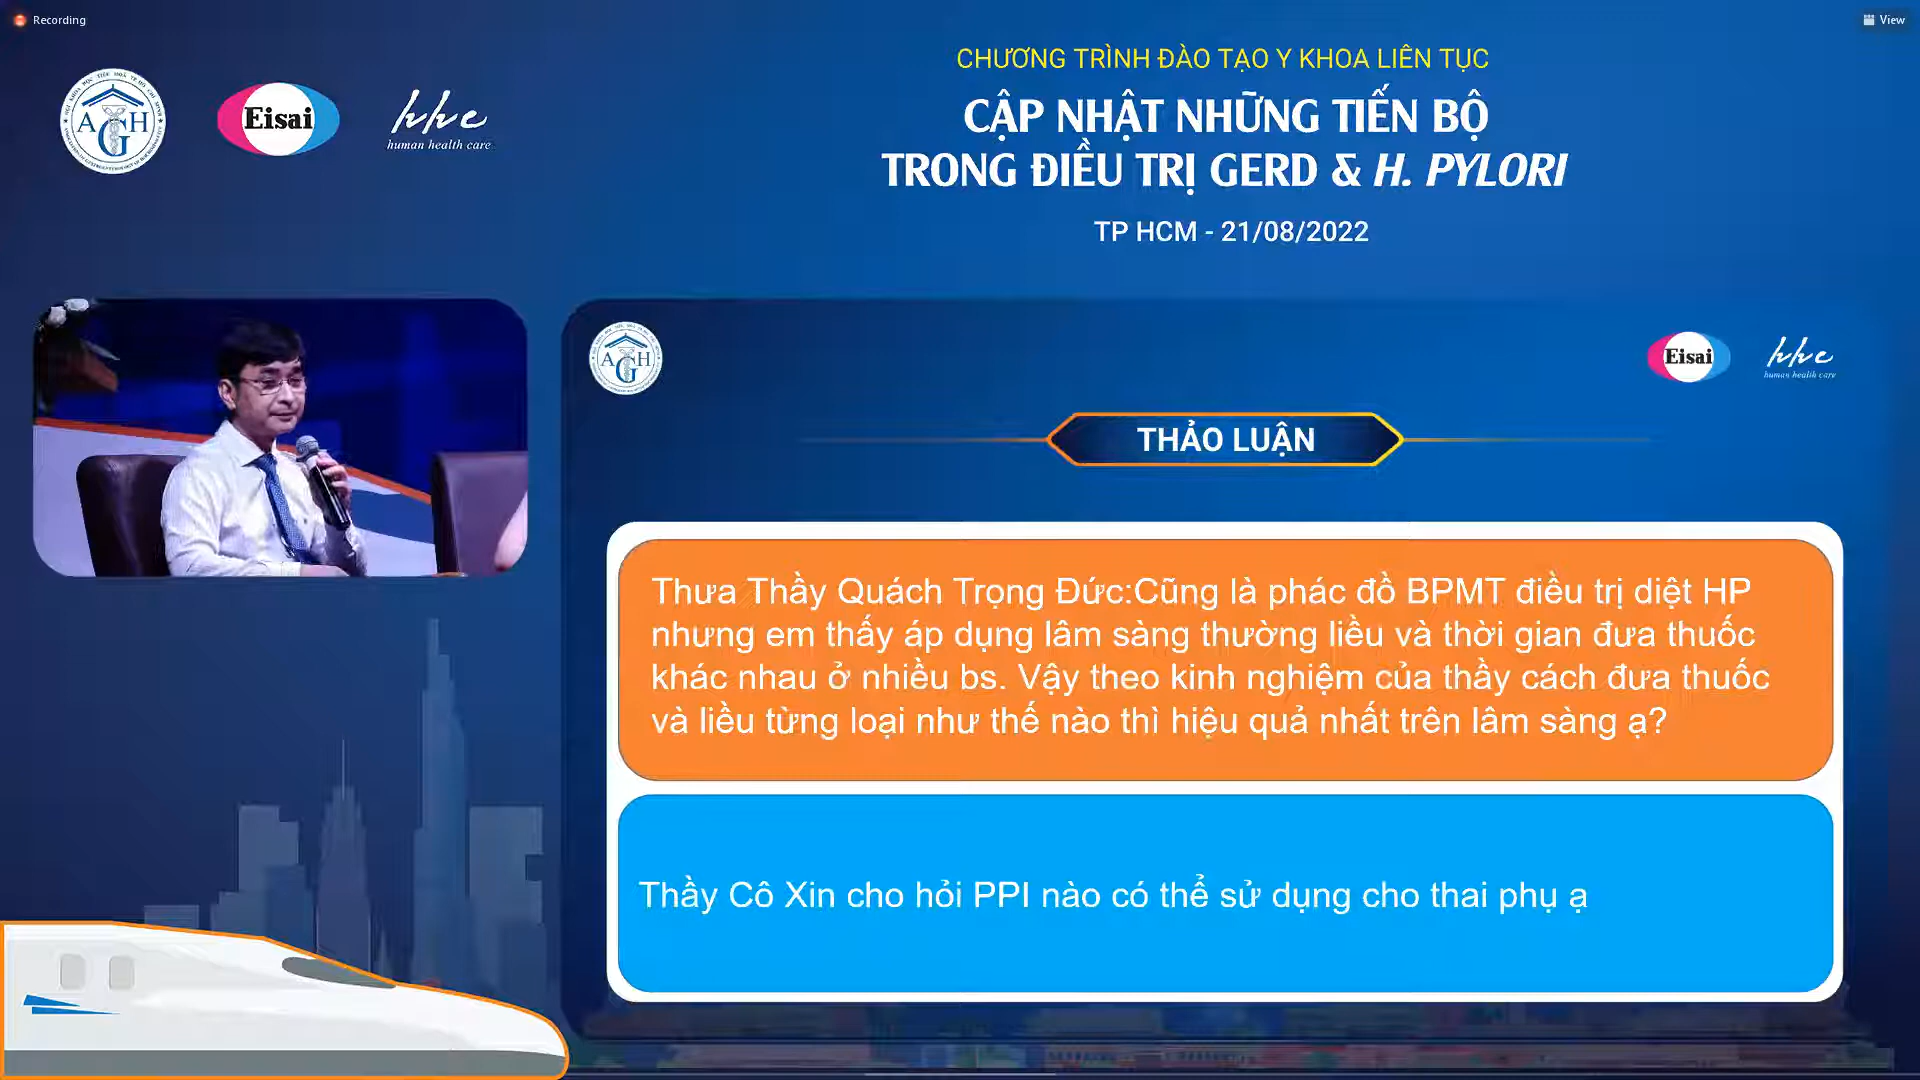 Recording
View
CHƯƠNG TRÌNH ĐÀO TẠO Y KHOA LIÊN TỤC
CẬP NHẬT NHỮNG TIẾN BỘ
TRONG ĐIỀU TRỊ GERD & H. PYLORI
TP HCM - 21/08/2022
AGH
Eisai
hhc
human health care
AGH
Eisai
hhc
human health care
THẢO LUẬN
Thưa Thầy Quách Trọng Đức:Cũng là phác đồ BPMT điều trị diệt HP
nhưng em thấy áp dụng lâm sàng thường liều và thời gian đưa thuốc
khác nhau ở nhiều bs. Vậy theo kinh nghiệm của thầy cách đưa thuốc
và liều từng loại như thế nào thì hiệu quả nhất trên lâm sàng ạ?
Thầy Cô Xin cho hỏi PPI nào có thể sử dụng cho thai phụ ạ